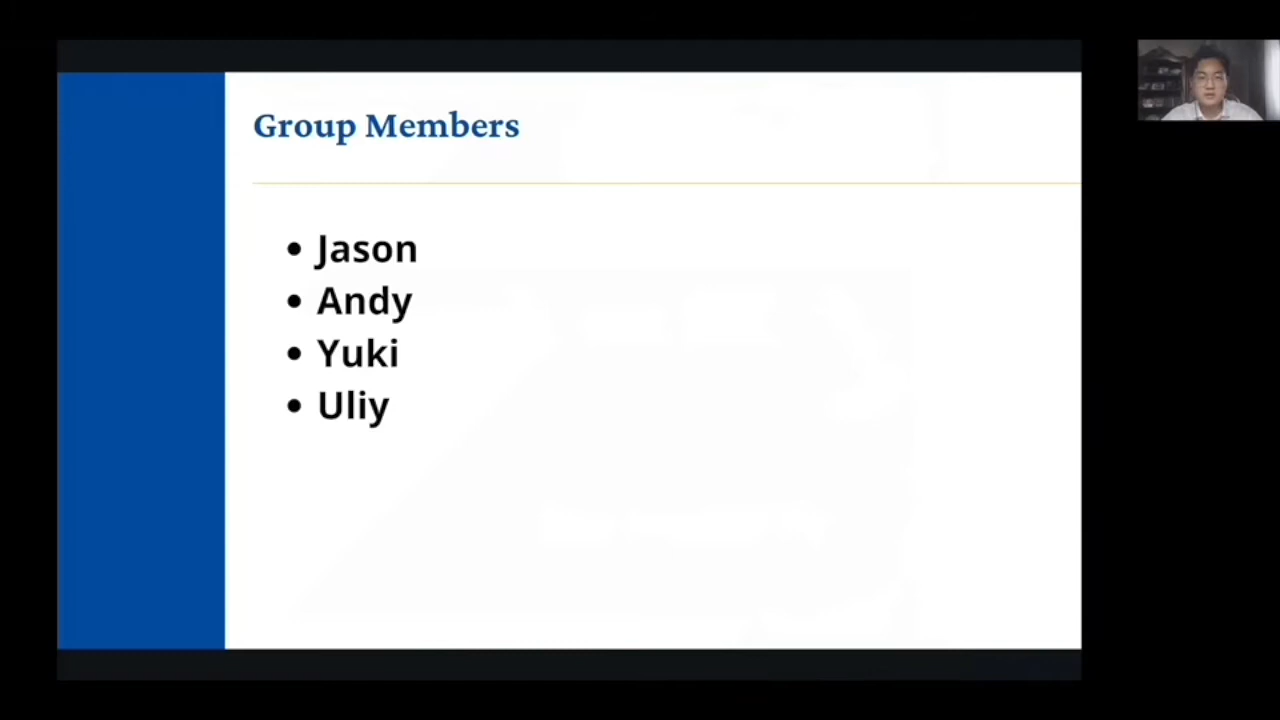 Group Members
• Jason
• Andy
• Yuki
• Uliy